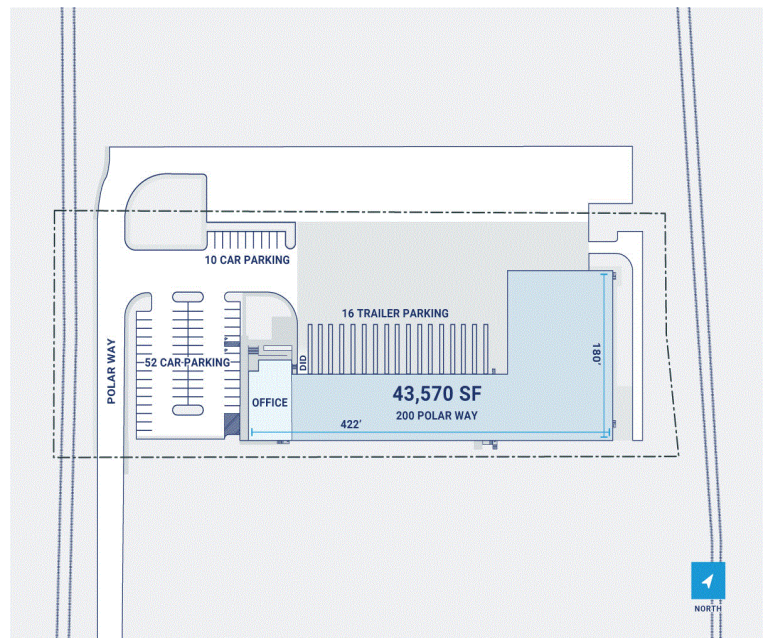 10 CAR PARKING
16 TRAILER PARKING
POLAR WAY
52 CAR PARKING
DID
180'
43,570 SF
OFFICE
200 POLAR WAY
422'
NORTH